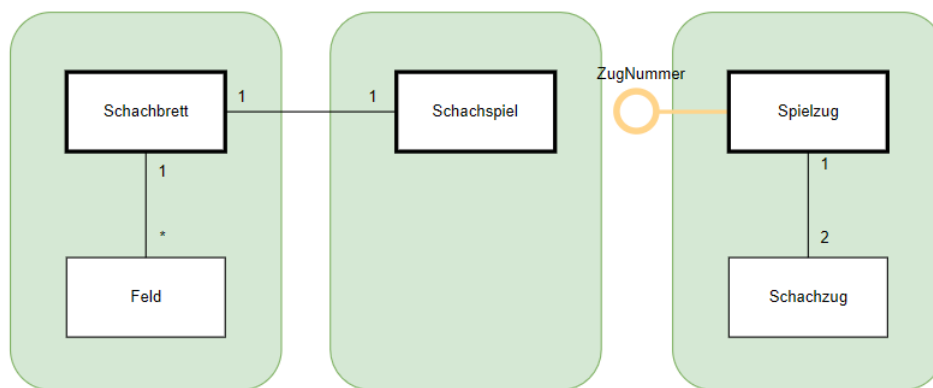 ZugNummer
Schachbrett
1
1
Schachspiel
Spielzug
1
1
*
2
Feld
Schachzug